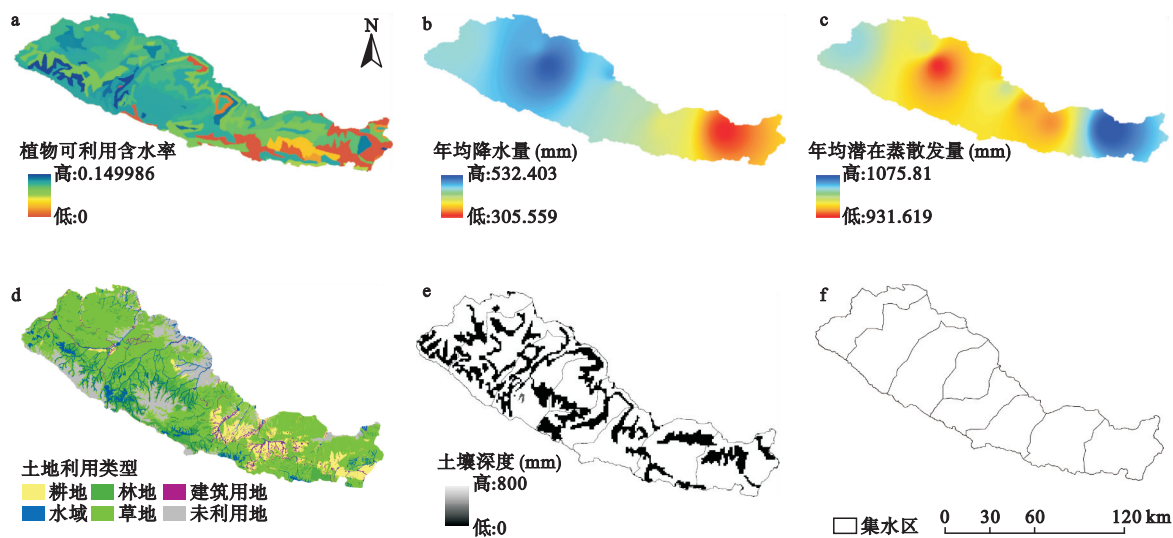 a
N
植物可利用含水率
高:0.149986
低:0
b
年均降水量 (mm)
高:532.403
低:305.559
c
年均潜在蒸散发量 (mm)
高:1075.81
低:931.619
d
土地利用类型
耕地 林地 建筑用地
水域 草地 未利用地
e
土壤深度 (mm)
高:800
低:0
f
集水区
0 30 60 120 km